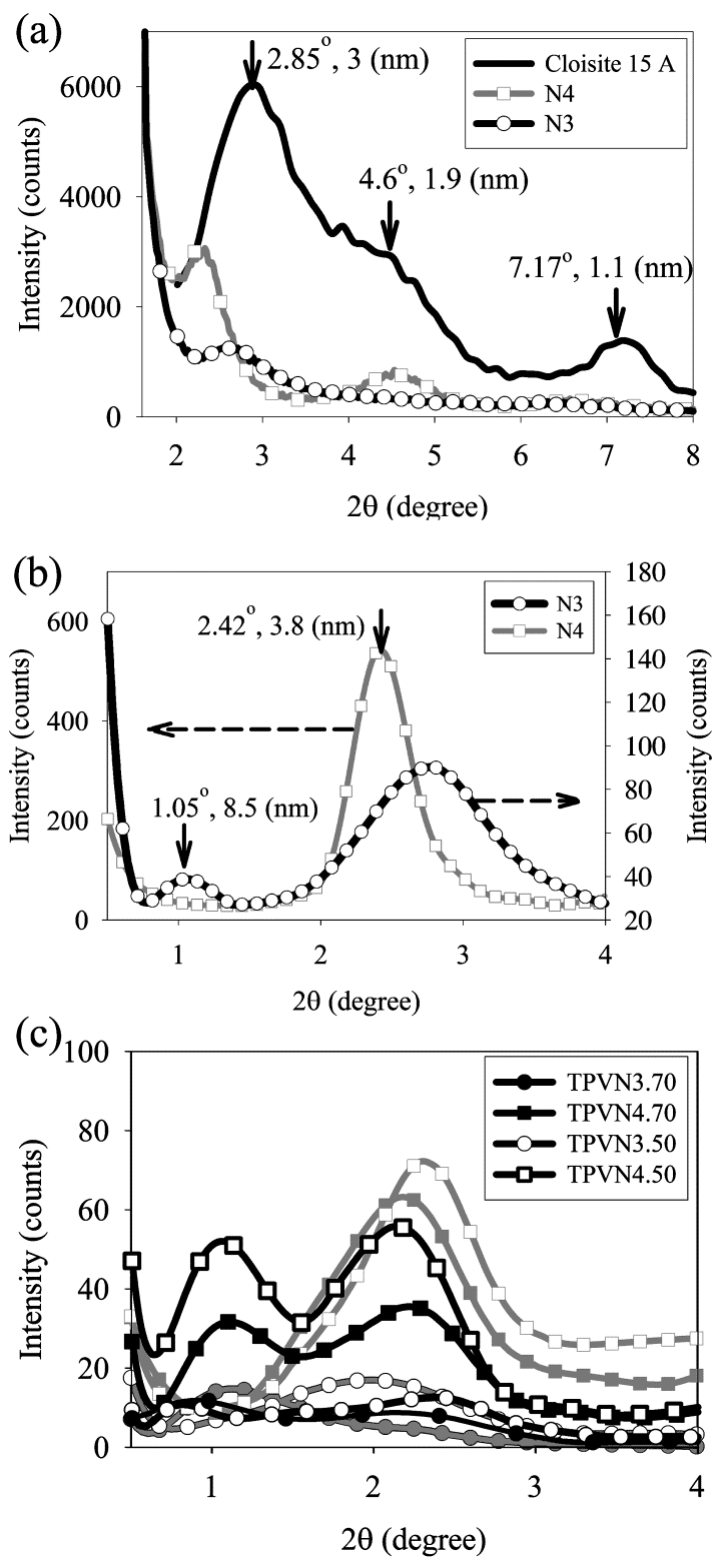 (a)
2.85°, 3 (nm)
Cloisite 15 A
N4
N3
4.6°, 1.9 (nm)
7.17°, 1.1 (nm)
Intensity (counts)
6000
4000
2000
0
2 3 4 5 6 7 8
2θ (degree)
(b)
2.42°, 3.8 (nm)
N3
N4
1.05°, 8.5 (nm)
Intensity (counts)
600
400
200
0
180
160
140
120
100
80
60
40
20
Intensity (counts)
1 2 3 4
2θ (degree)
(c)
TPVN3.70
TPVN4.70
TPVN3.50
TPVN4.50
Intensity (counts)
100
80
60
40
20
0
1 2 3 4
2θ (degree)